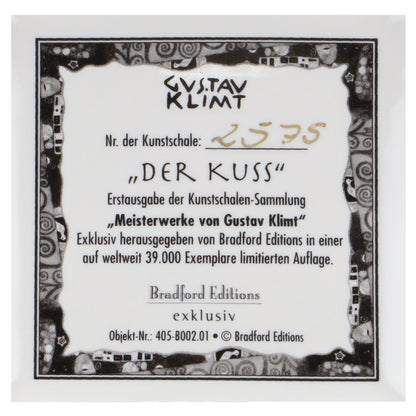 GUSTAV
KLIMT
Nr. der Kunstschale: 2575
„DER KUSS“
Erstausgabe der Kunstschalen-Sammlung
„Meisterwerke von Gustav Klimt“
Exklusiv herausgegeben von Bradford Editions in einer
auf weltweit 39.000 Exemplare limitierten Auflage.
Bradford Editions
exklusiv
Objekt-Nr.: 405-B002.01 • © Bradford Editions